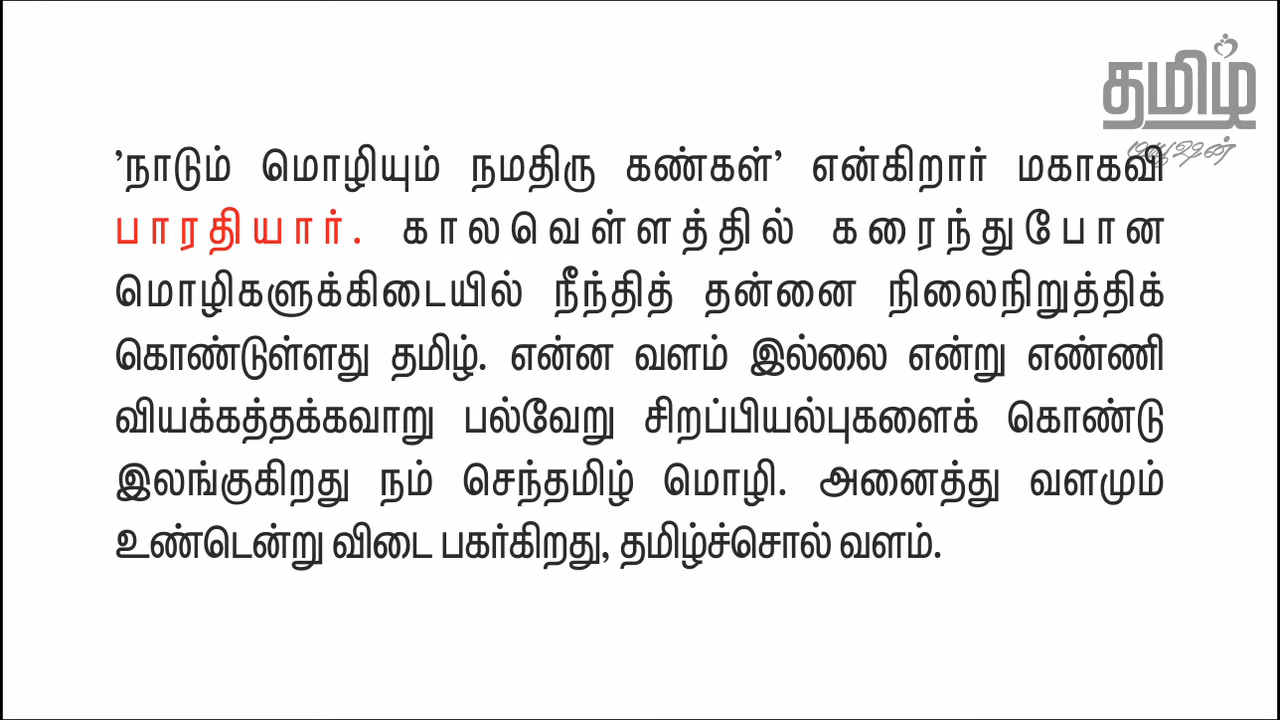 தமிழ்
’நாடும் மொழியும் நமதிரு கண்கள்’ என்கிறார் மகாகவி
பாரதியார். காலவெள்ளத்தில் கரைந்துபோன
மொழிகளுக்கிடையில் நீந்தித் தன்னை நிலைநிறுத்திக்
கொண்டுள்ளது தமிழ். என்ன வளம் இல்லை என்று எண்ணி
வியக்கத்தக்கவாறு பல்வேறு சிறப்பியல்புகளைக் கொண்டு
இலங்குகிறது நம் செந்தமிழ் மொழி. அனைத்து வளமும்
உண்டென்று விடை பகர்கிறது, தமிழ்ச்சொல் வளம்.